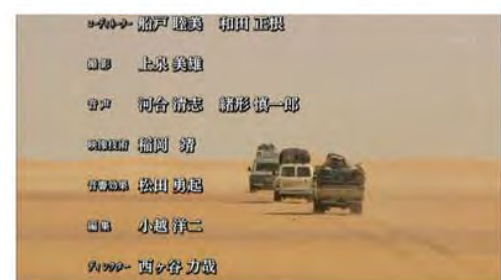 コーディネーター 船戸 睦美 和田 正根
撮影 上泉 美雄
音声 河合 清志 緒形 慎一郎
映像技術 稲岡 靖
音響効果 松田 勇起
編集 小越 洋二
ディレクター 西ヶ谷 力哉